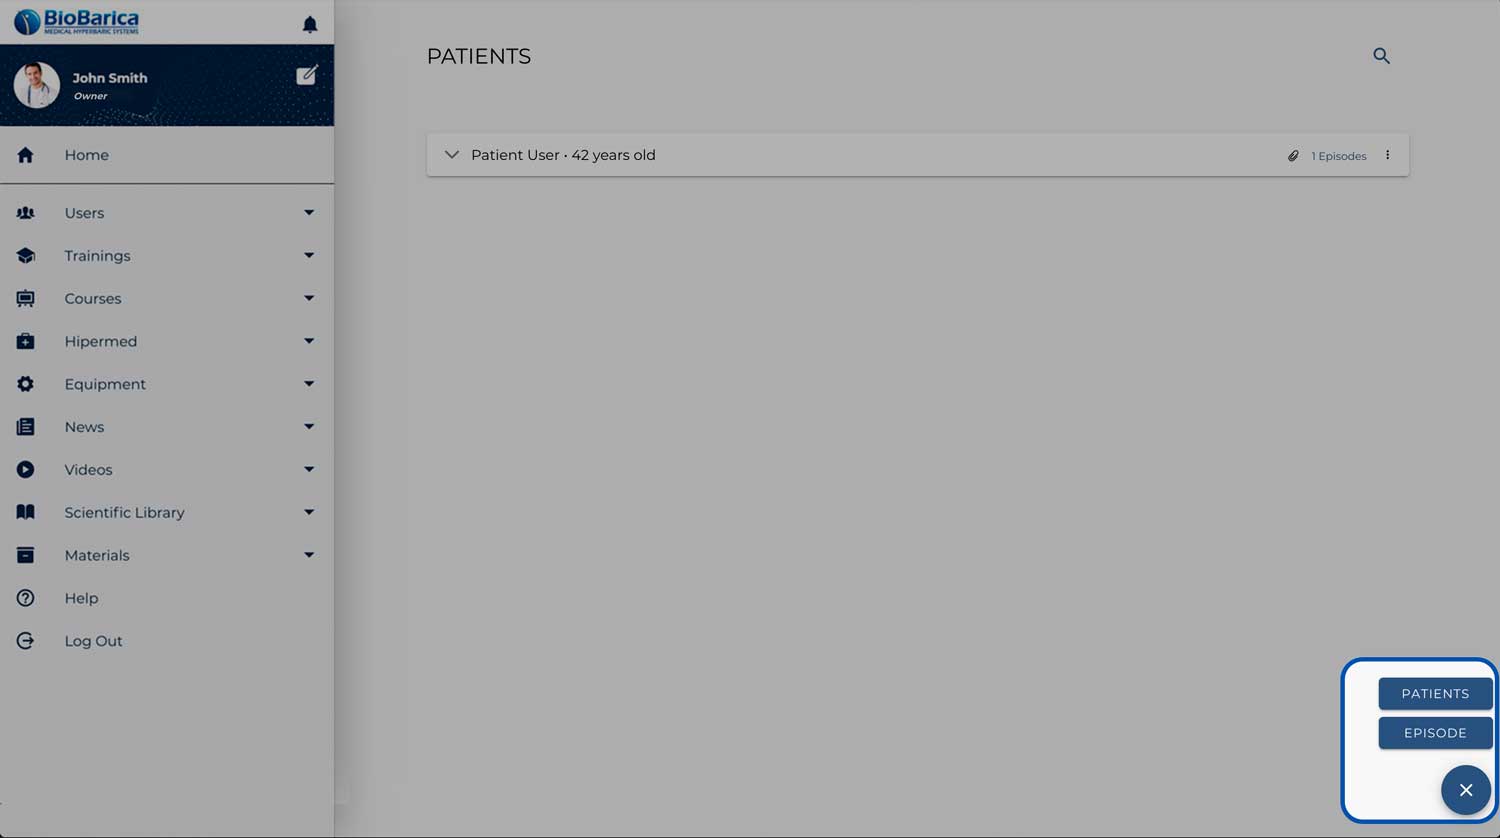 BioBarica
MEDICAL HYPERBARIC SYSTEMS
John Smith
Owner
Home
Users
Trainings
Courses
Hipermed
Equipment
News
Videos
Scientific Library
Materials
Help
Log Out
PATIENTS
Patient User • 42 years old
1 Episodes
PATIENTS
EPISODE